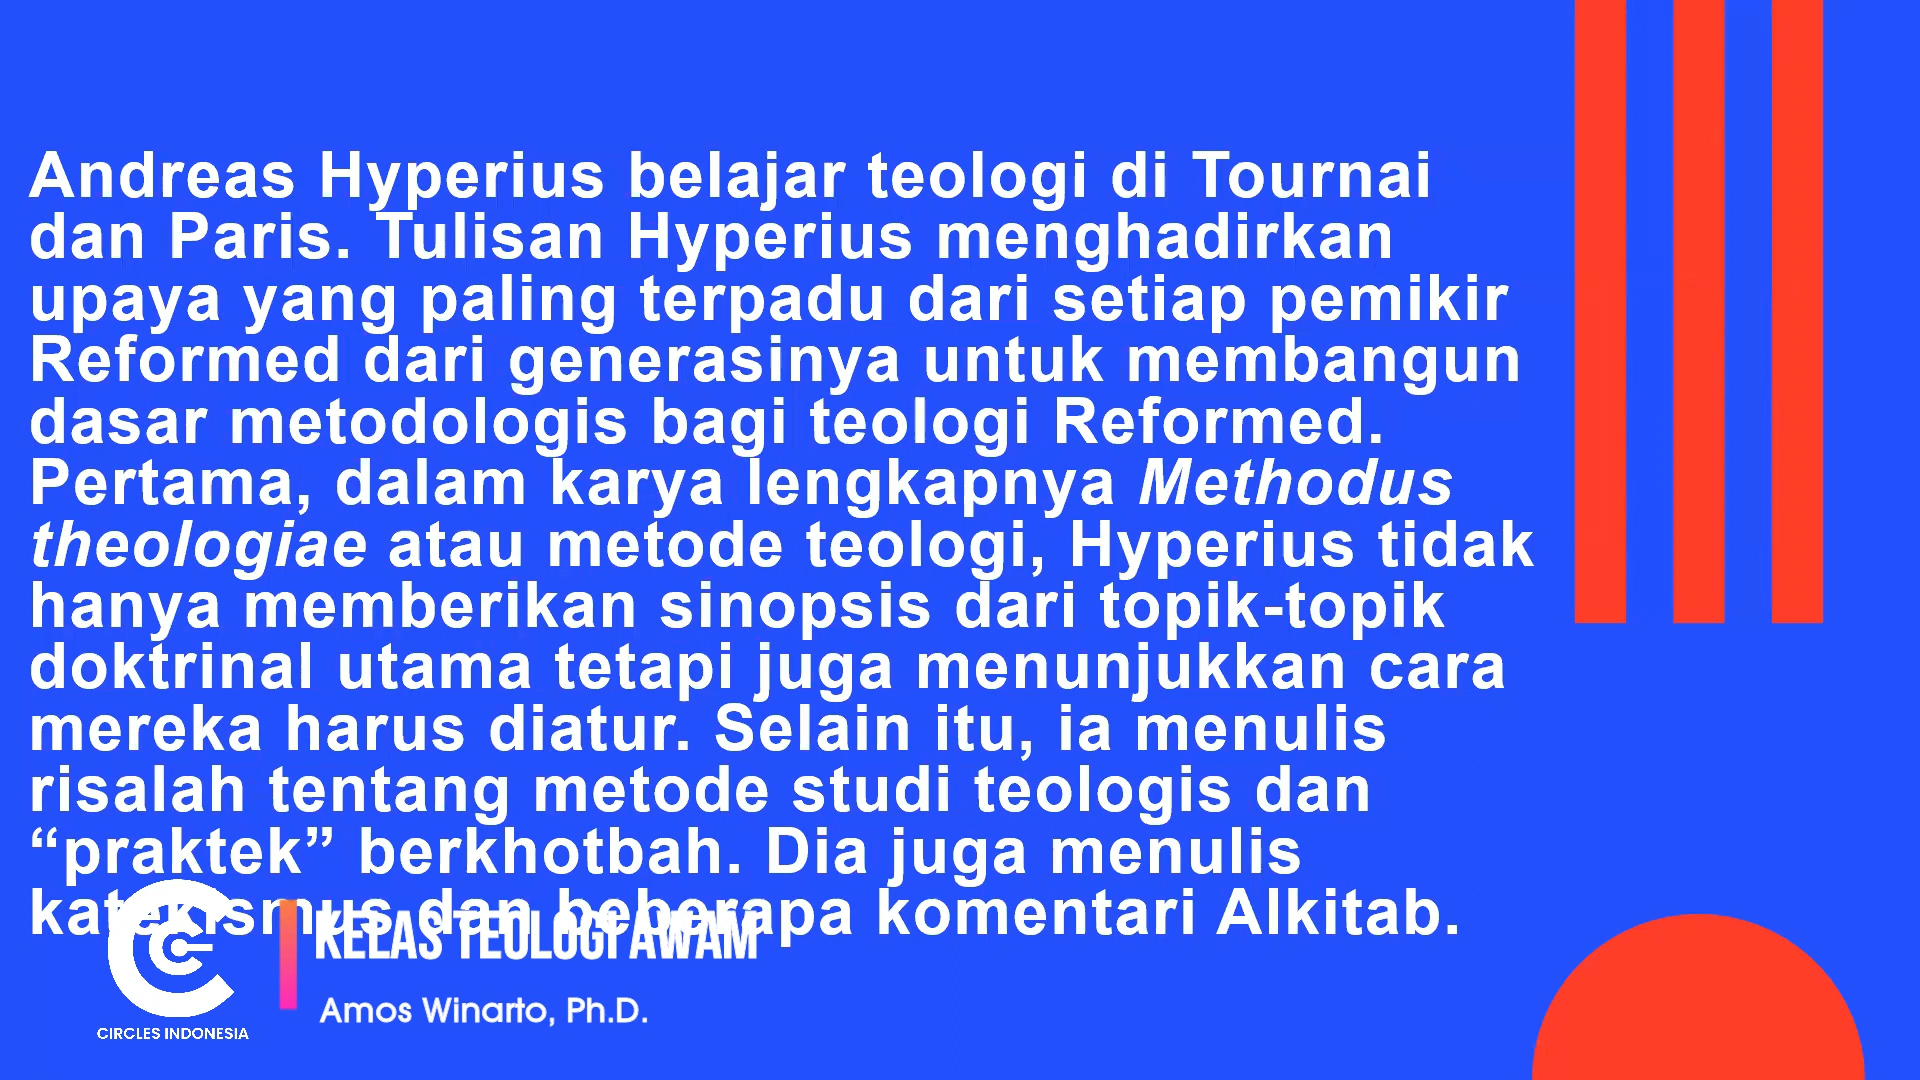 Andreas Hyperius belajar teologi di Tournai
dan Paris. Tulisan Hyperius menghadirkan
upaya yang paling terpadu dari setiap pemikir
Reformed dari generasinya untuk membangun
dasar metodologis bagi teologi Reformed.
Pertama, dalam karya lengkapnya Methodus
theologiae atau metode teologi, Hyperius tidak
hanya memberikan sinopsis dari topik-topik
doktrinal utama tetapi juga menunjukkan cara
mereka harus diatur. Selain itu, ia menulis
risalah tentang metode studi teologis dan
“praktek” berkhotbah. Dia juga menulis
katekismus dan beberapa komentari Alkitab.
KELAS TEOLOGI AWAM
Amos Winarto, Ph.D.
CIRCLES INDONESIA